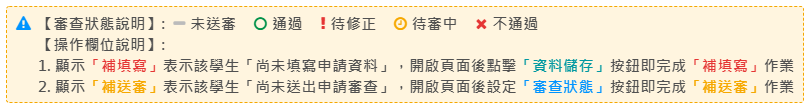 【審查狀態說明】: 未送審 通過 待修正 待審中 不通過
【操作欄位說明】:
1. 顯示「補填寫」表示該學生「尚未填寫申請資料」，開啟頁面後點擊「資料儲存」按鈕即完成「補填寫」作業
2. 顯示「補送審」表示該學生「尚未送出申請審查」，開啟頁面後設定「審查狀態」按鈕即完成「補送審」作業